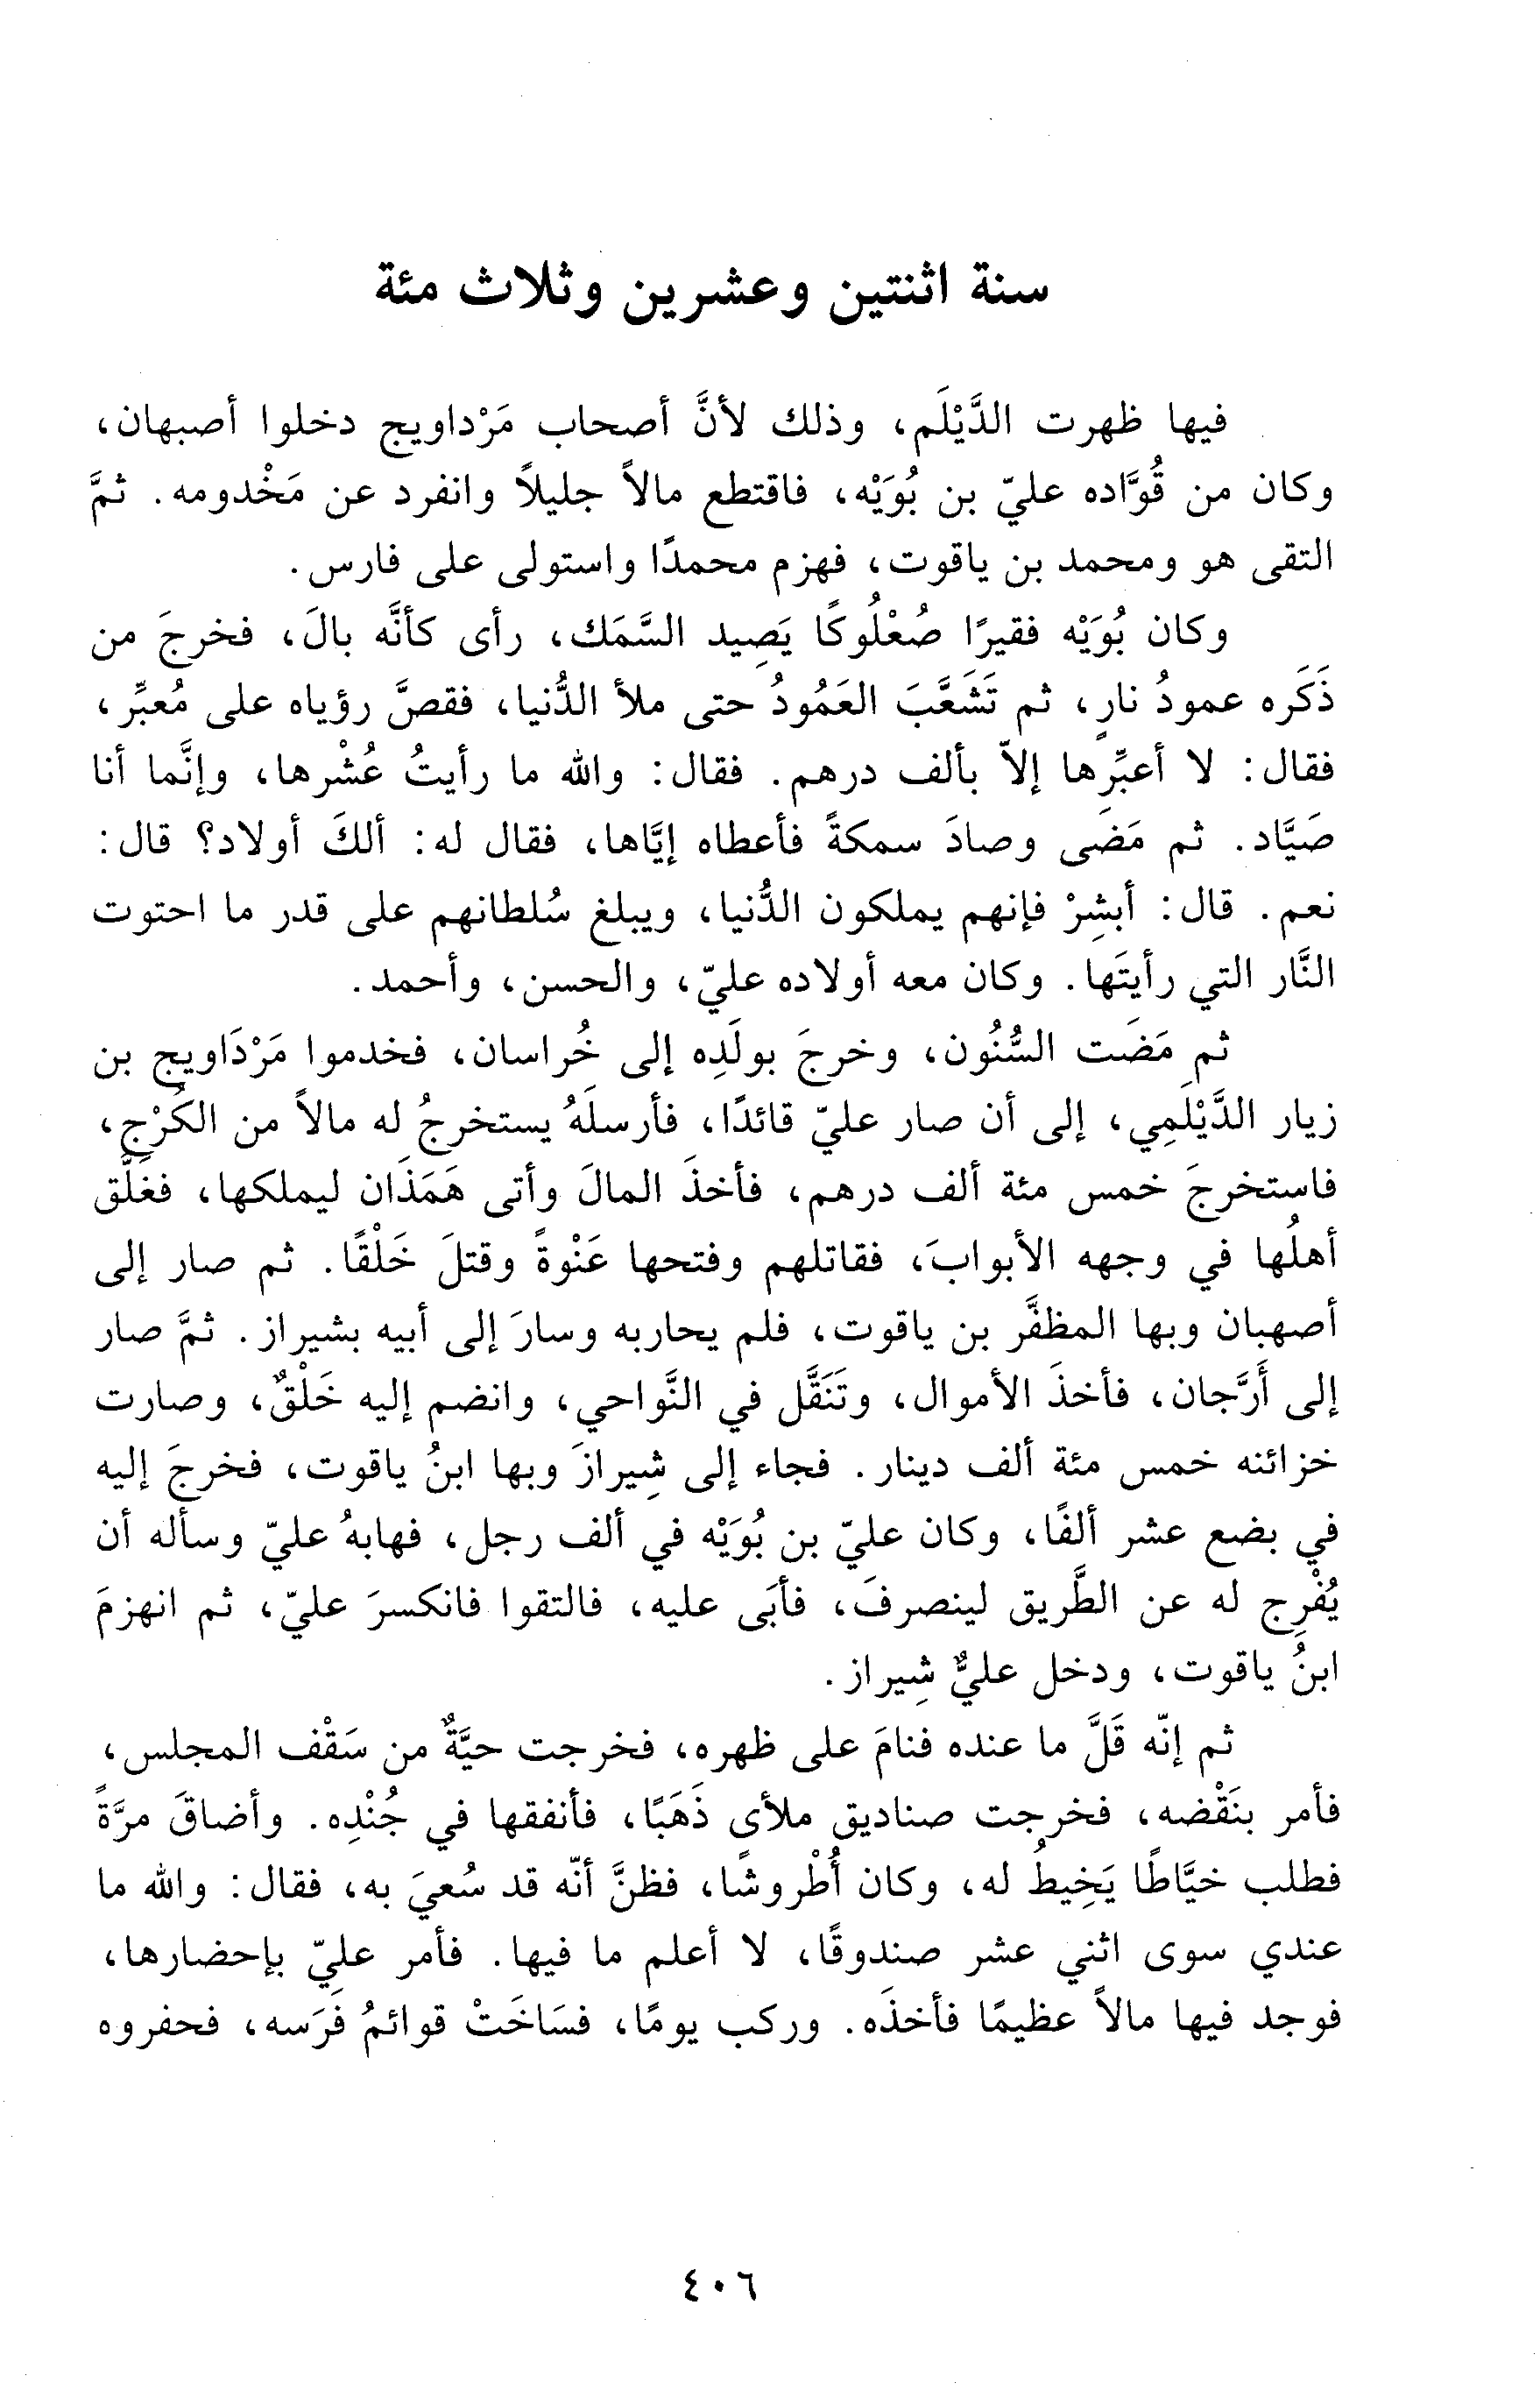 سنة اثنتين وعشرين وثلاث مئة
فيها ظهرت الدَّيْلَم، وذلك لأنَّ أصحاب مَرْداويج دخلوا أصبهان،
وكان من قُوَّاده عليّ بن بُوَيْه، فاقتطع مالاً جليلاً وانفرد عن مَخْدومه. ثمَّ
التقى هو ومحمد بن ياقوت، فهزم محمدًا واستولى على فارس.
وكان بُوَيْه فقيرًا صُعْلُوكًا يَصِيد السَّمَك، رأى كأنَّه بالَ، فخرجَ من
ذَكَره عمودُ نارٍ، ثم تَشَعَّبَ العَمُودُ حتى ملأ الدُّنيا، فقصَّ رؤياه على مُعبِّر،
فقال: لا أعبِّرها إلاّ بألف درهم. فقال: والله ما رأيتُ عُشْرها، وإنَّما أنا
صَيَّاد. ثم مَضَى وصادَ سمكةً فأعطاه إيَّاها، فقال له: ألكَ أولاد؟ قال:
نعم. قال: أبشِرْ فإنهم يملكون الدُّنيا، ويبلغ سُلطانهم على قدر ما احتوت
النَّار التي رأيتَها. وكان معه أولاده عليّ، والحسن، وأحمد.
ثم مَضَت السُّنُون، وخرجَ بولَدِه إلى خُراسان، فخدموا مَرْدَاويج بن
زيار الدَّيْلَمِي، إلى أن صار عليّ قائدًا، فأرسلَهُ يستخرجُ له مالاً من الكُرْجِ،
فاستخرجَ خمس مئة ألف درهم، فأخذَ المالَ وأتى هَمَذَان ليملكها، فغلَّق
أهلُها في وجهه الأبوابَ، فقاتلهم وفتحها عَنْوةً وقتلَ خَلْقًا. ثم صار إلى
أصهبان وبها المظفَّر بن ياقوت، فلم يحاربه وسارَ إلى أبيه بشيراز. ثمَّ صار
إلى أَرَّجان، فأخذَ الأموال، وتَنَقَّل في النَّواحي، وانضم إليه خَلْقٌ، وصارت
خزائنه خمس مئة ألف دينار. فجاء إلى شِيرازَ وبها ابنُ ياقوت، فخرجَ إليه
في بضع عشر ألفًا، وكان عليّ بن بُوَيْه في ألف رجل، فهابهُ عليّ وسأله أن
يُفْرِج له عن الطَّريق لينصرفَ، فأبَى عليه، فالتقوا فانكسرَ عليّ، ثم انهزمَ
ابنُ ياقوت، ودخل عليٌّ شِيراز.
ثم إنّه قَلَّ ما عنده فنامَ على ظهره، فخرجت حيَّةٌ من سَقْف المجلس،
فأمر بنَقْضه، فخرجت صناديق ملأى ذَهَبًا، فأنفقها في جُنْدِه. وأضاقَ مرَّةً
فطلب خيَّاطًا يَخِيطُ له، وكان أُطْروشًا، فظنَّ أنّه قد سُعيَ به، فقال: والله ما
عندي سوى اثني عشر صندوقًا، لا أعلم ما فيها. فأمر عليّ بإحضارها،
فوجد فيها مالاً عظيمًا فأخذَه. وركب يومًا، فسَاخَتْ قوائمُ فَرَسه، فحفروه
٤٠٦